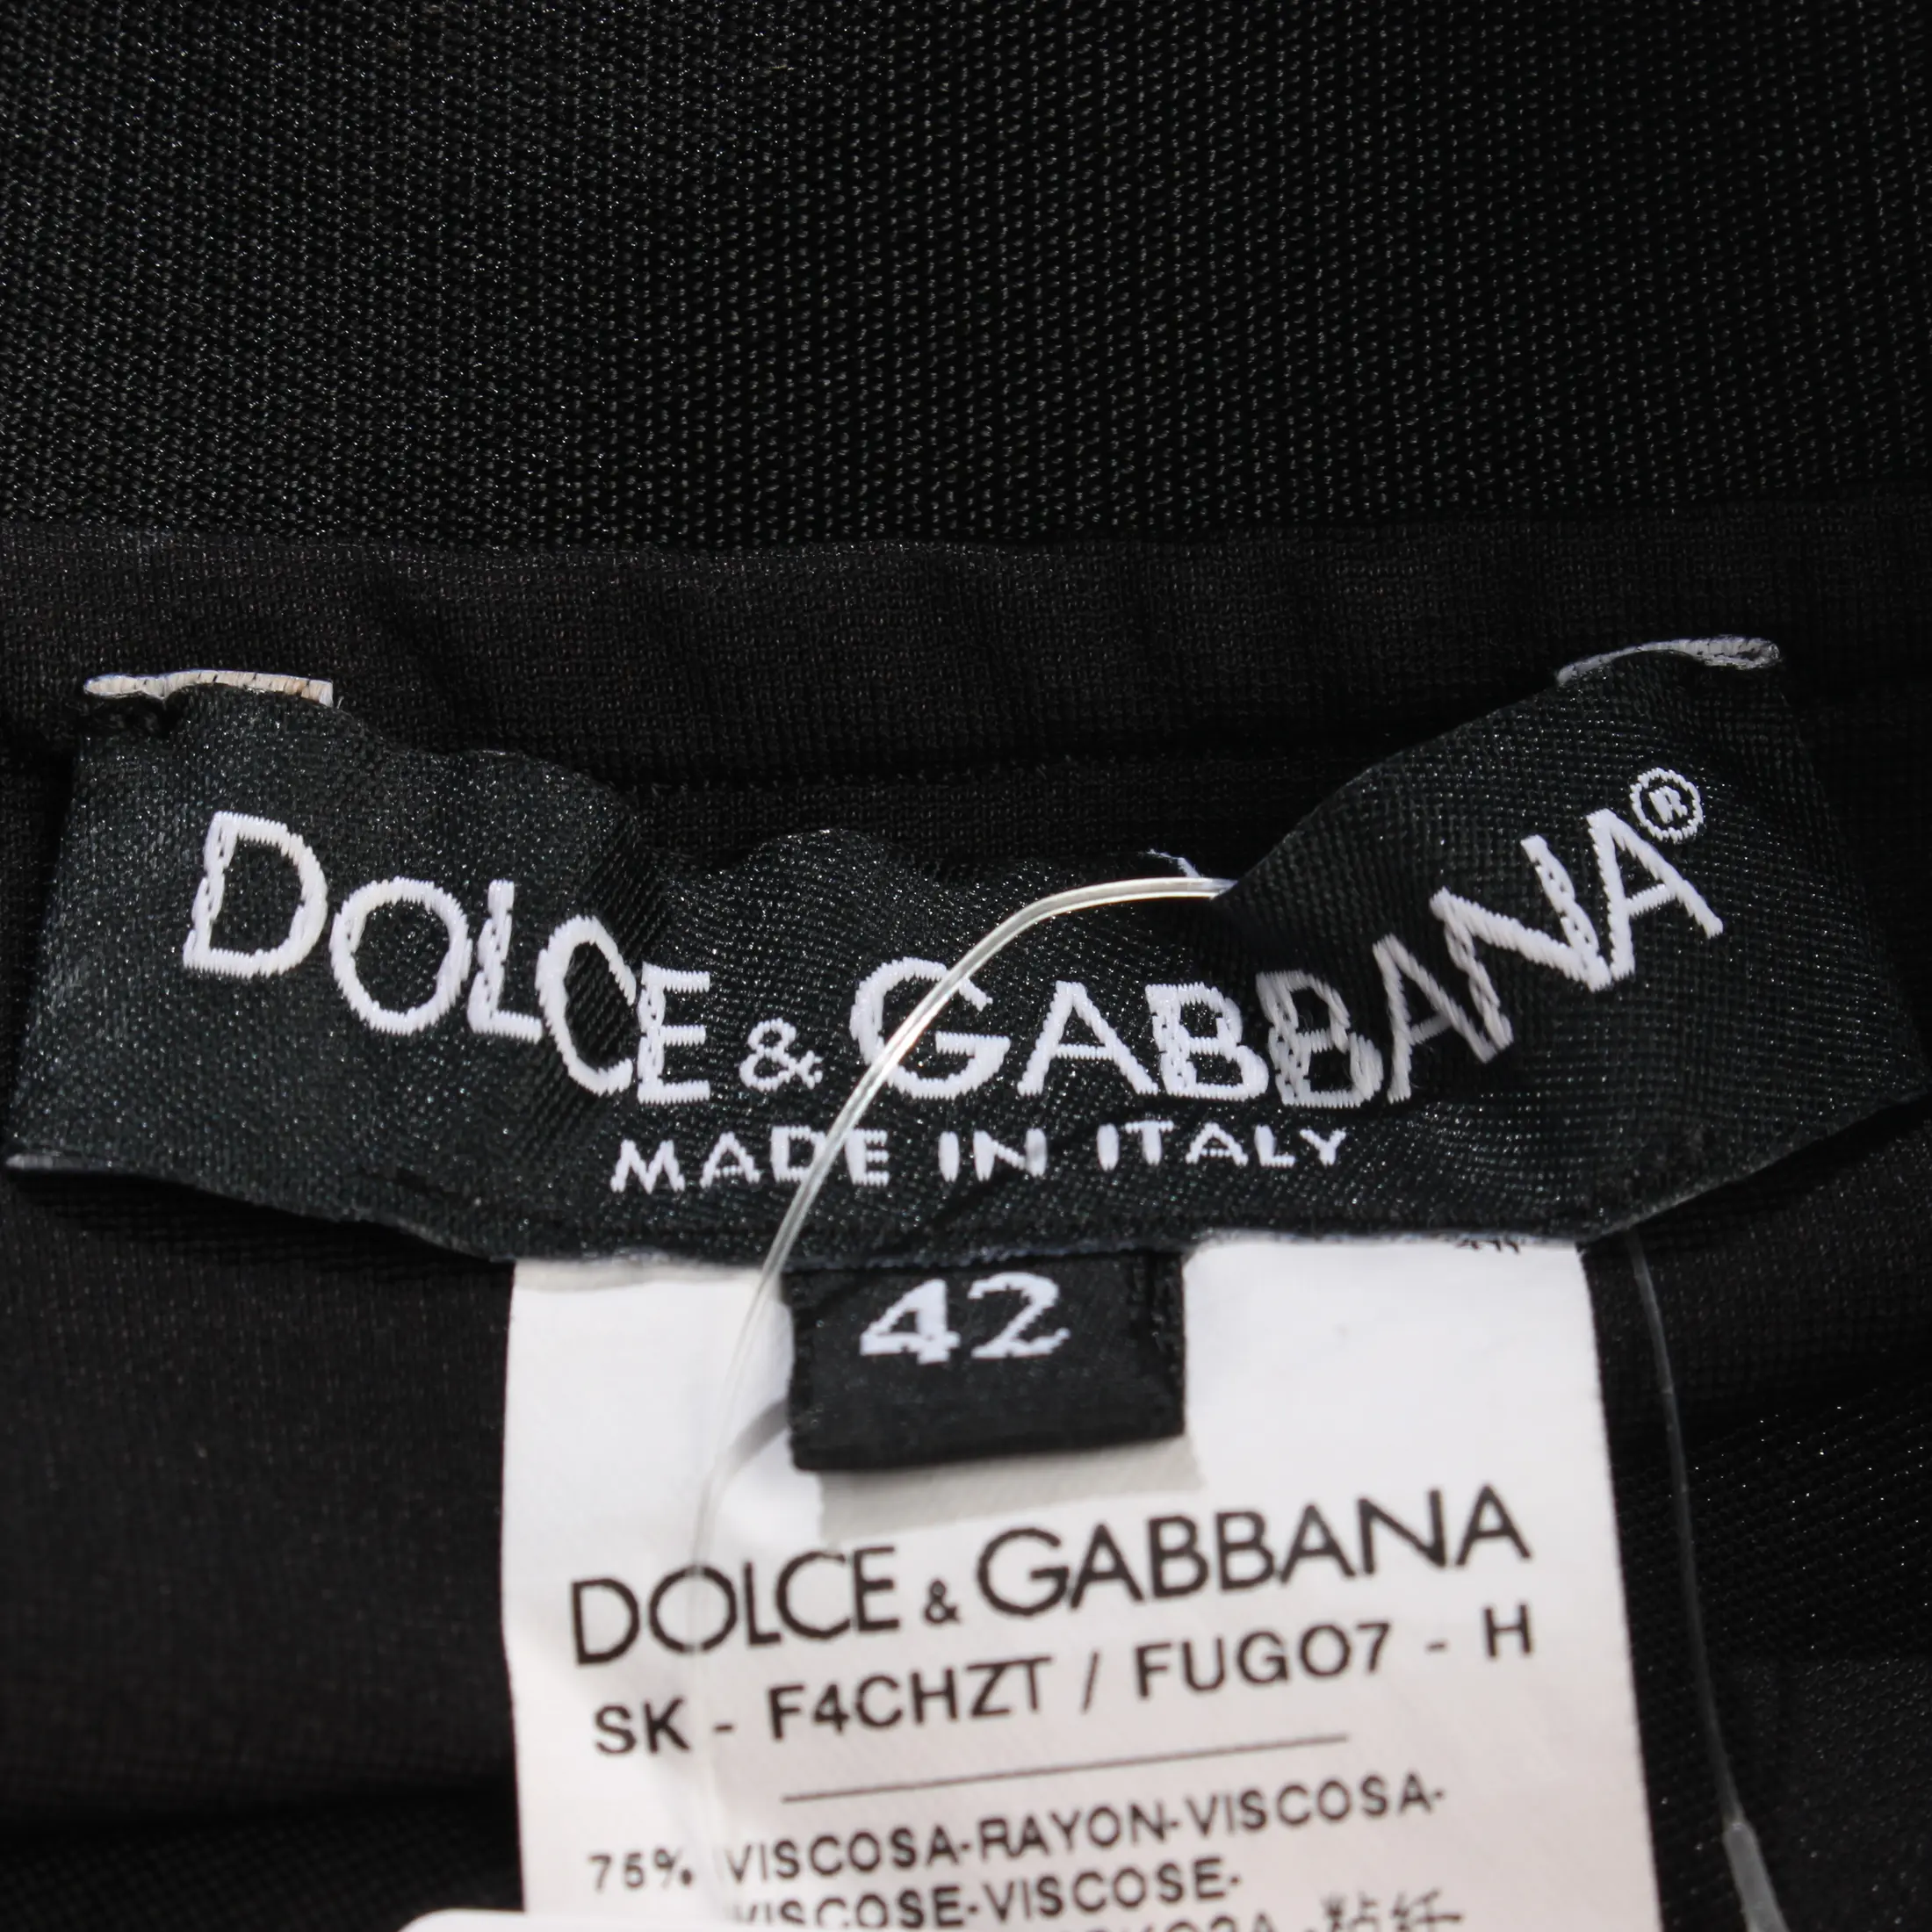 DOLCE & GABBANA®
MADE IN ITALY
42
DOLCE & GABBANA
SK - F4CHZT / FUGO7 - H
75% VISCOSA-RAYON-VISCOSA-
VISCOSE-VISCOSE-